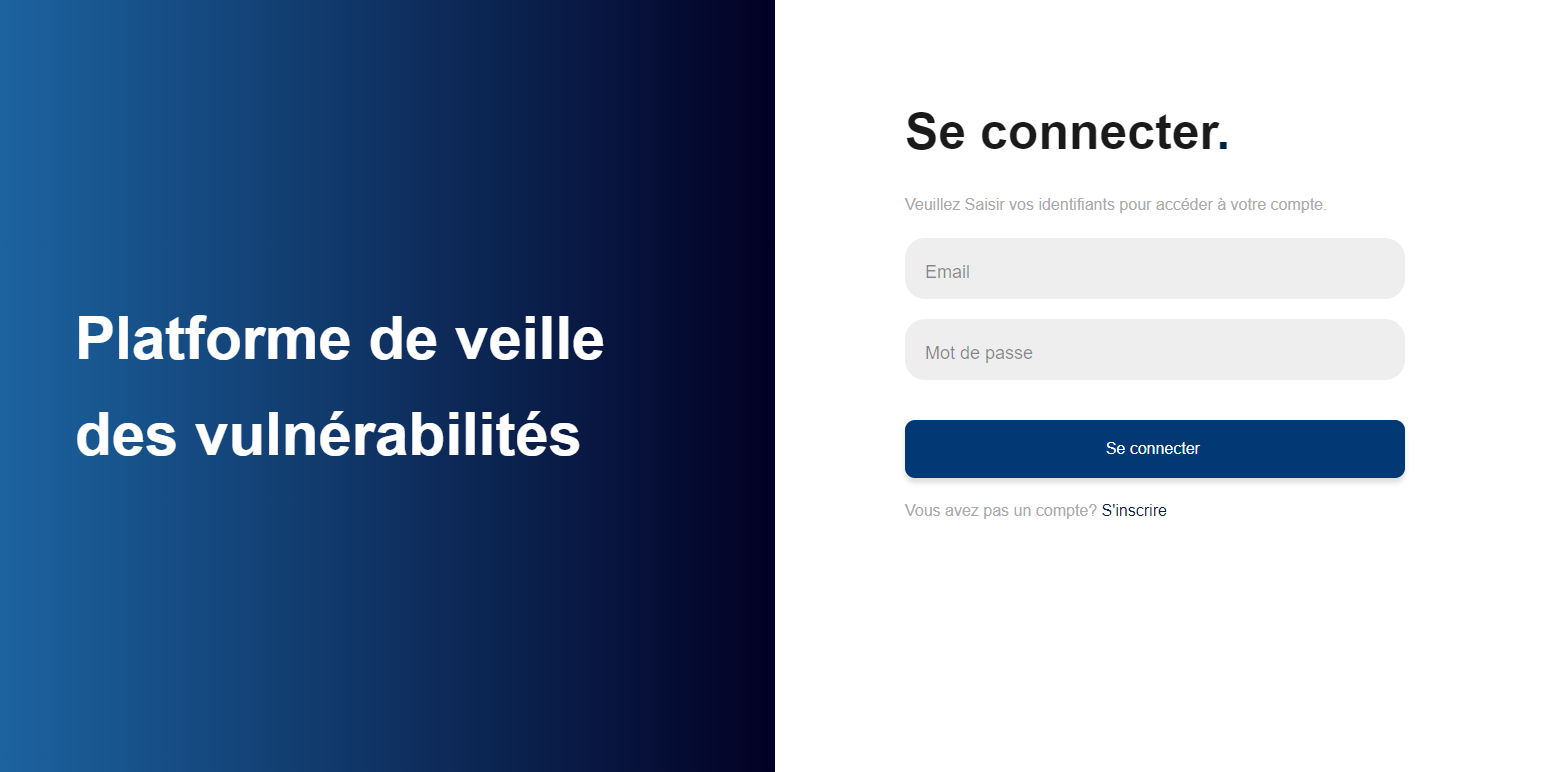 Platforme de veille
des vulnérabilités
Se connecter.
Veuillez Saisir vos identifiants pour accéder à votre compte.
Email
Mot de passe
Se connecter
Vous avez pas un compte? S'inscrire